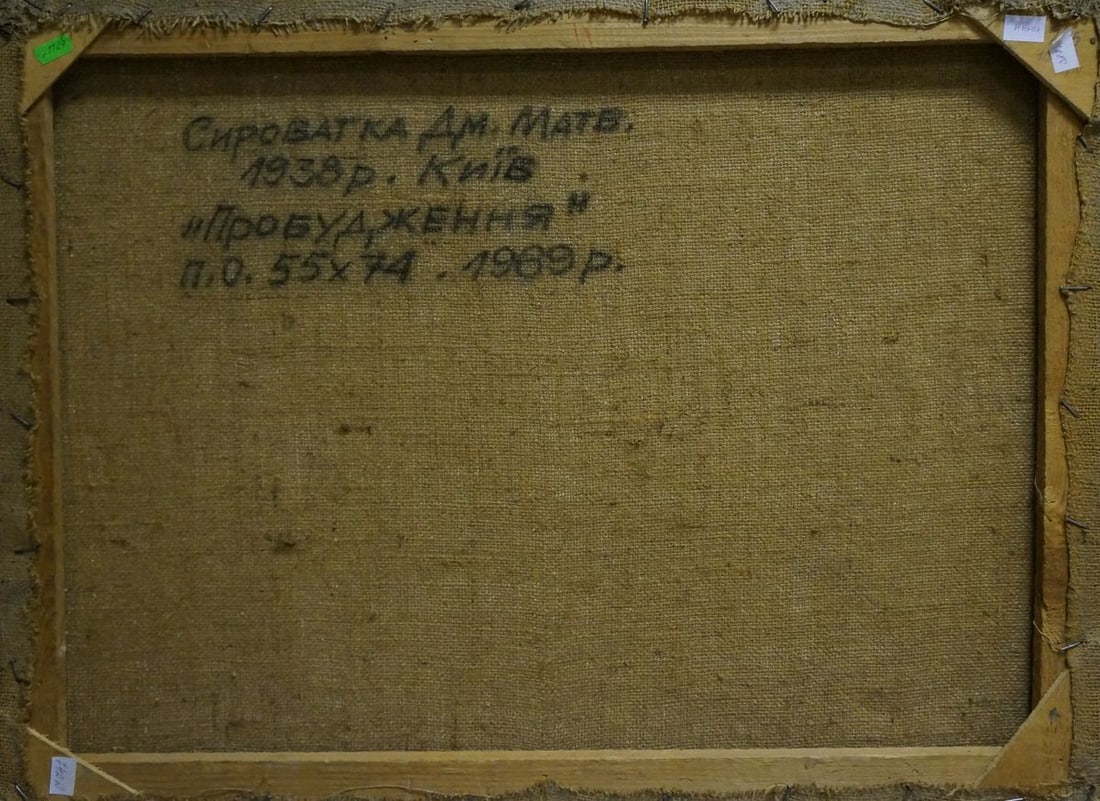 Сироватка Дм. Матв.
1938р. Київ
„Пробудження"
п.о. 55х74. 1969р.